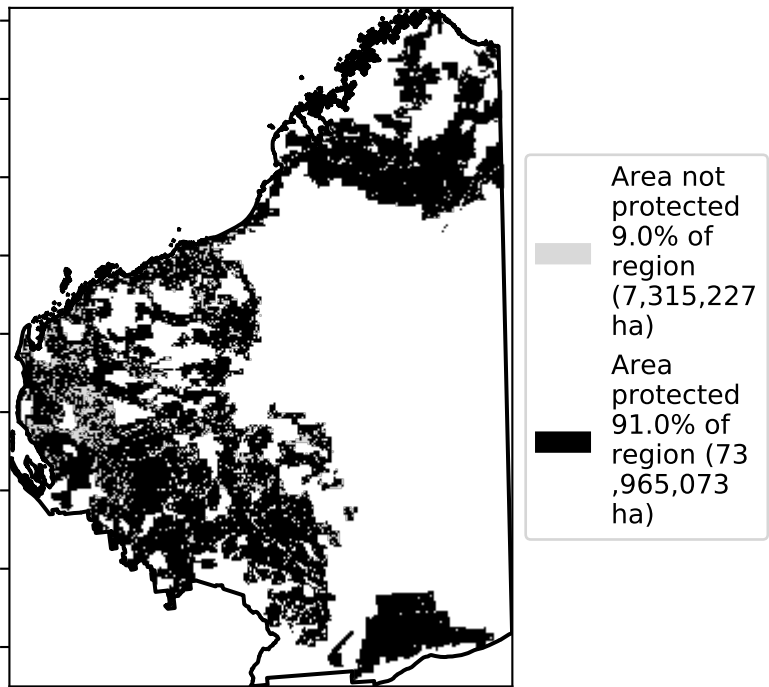 Area not
protected
9.0% of
region
(7,315,227
ha)
Area
protected
91.0% of
region (73
,965,073
ha)